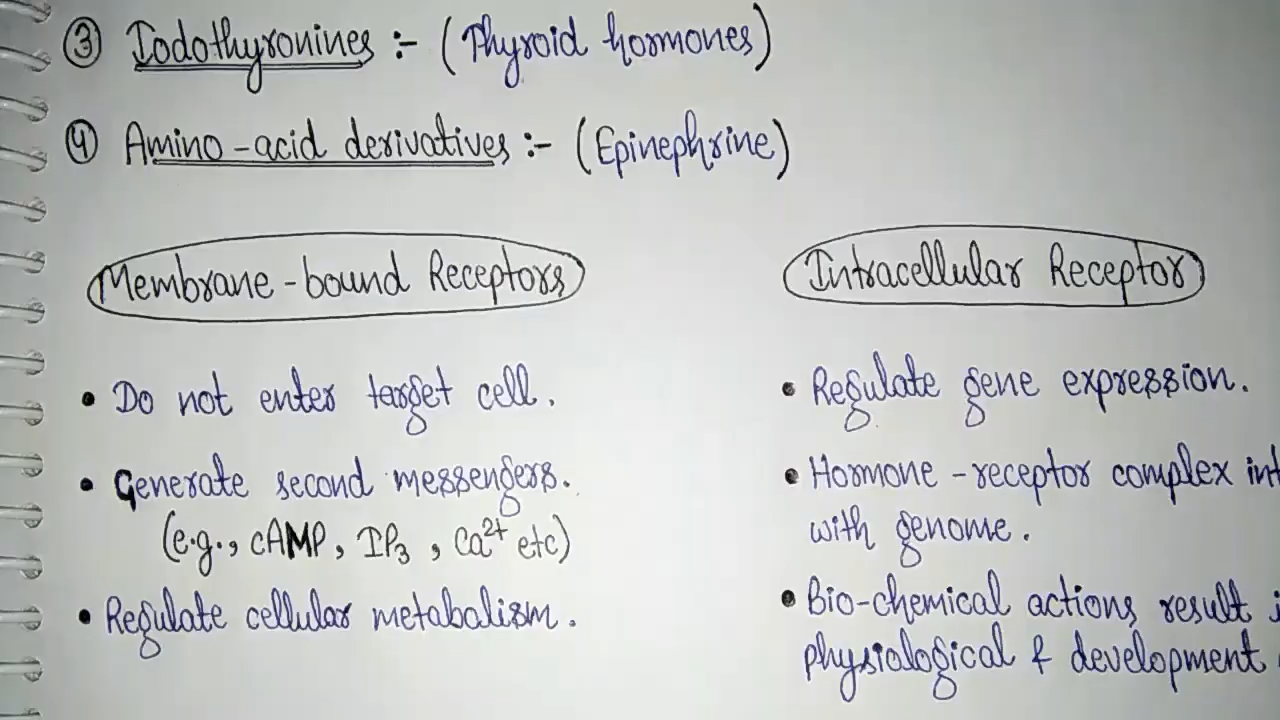 ③ Iodothyronines :- (Thyroid hormones)
④ Amino-acid derivatives :- (Epinephrine)
Membrane-bound Receptors
• Do not enter target cell.
• Generate second messengers.
(e.g., cAMP, IP₃, Ca²⁺ etc)
• Regulate cellular metabalism.
Intracellular Receptor
• Regulate gene expression.
• Hormone-receptor complex
with genome.
• Bio-chemical actions result
physiological & development